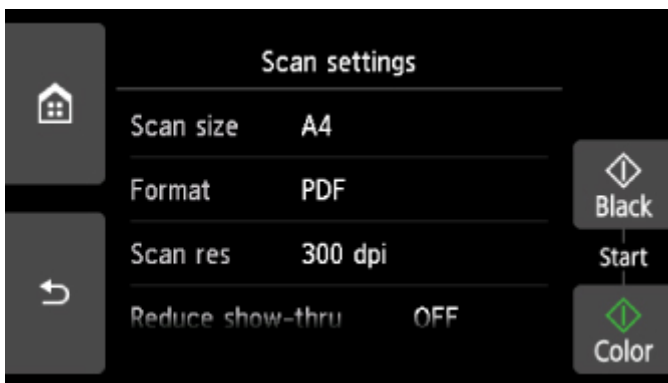 Scan settings
Scan size A4
Format PDF
Scan res 300 dpi
Reduce show-thru OFF
Black
Start
Color